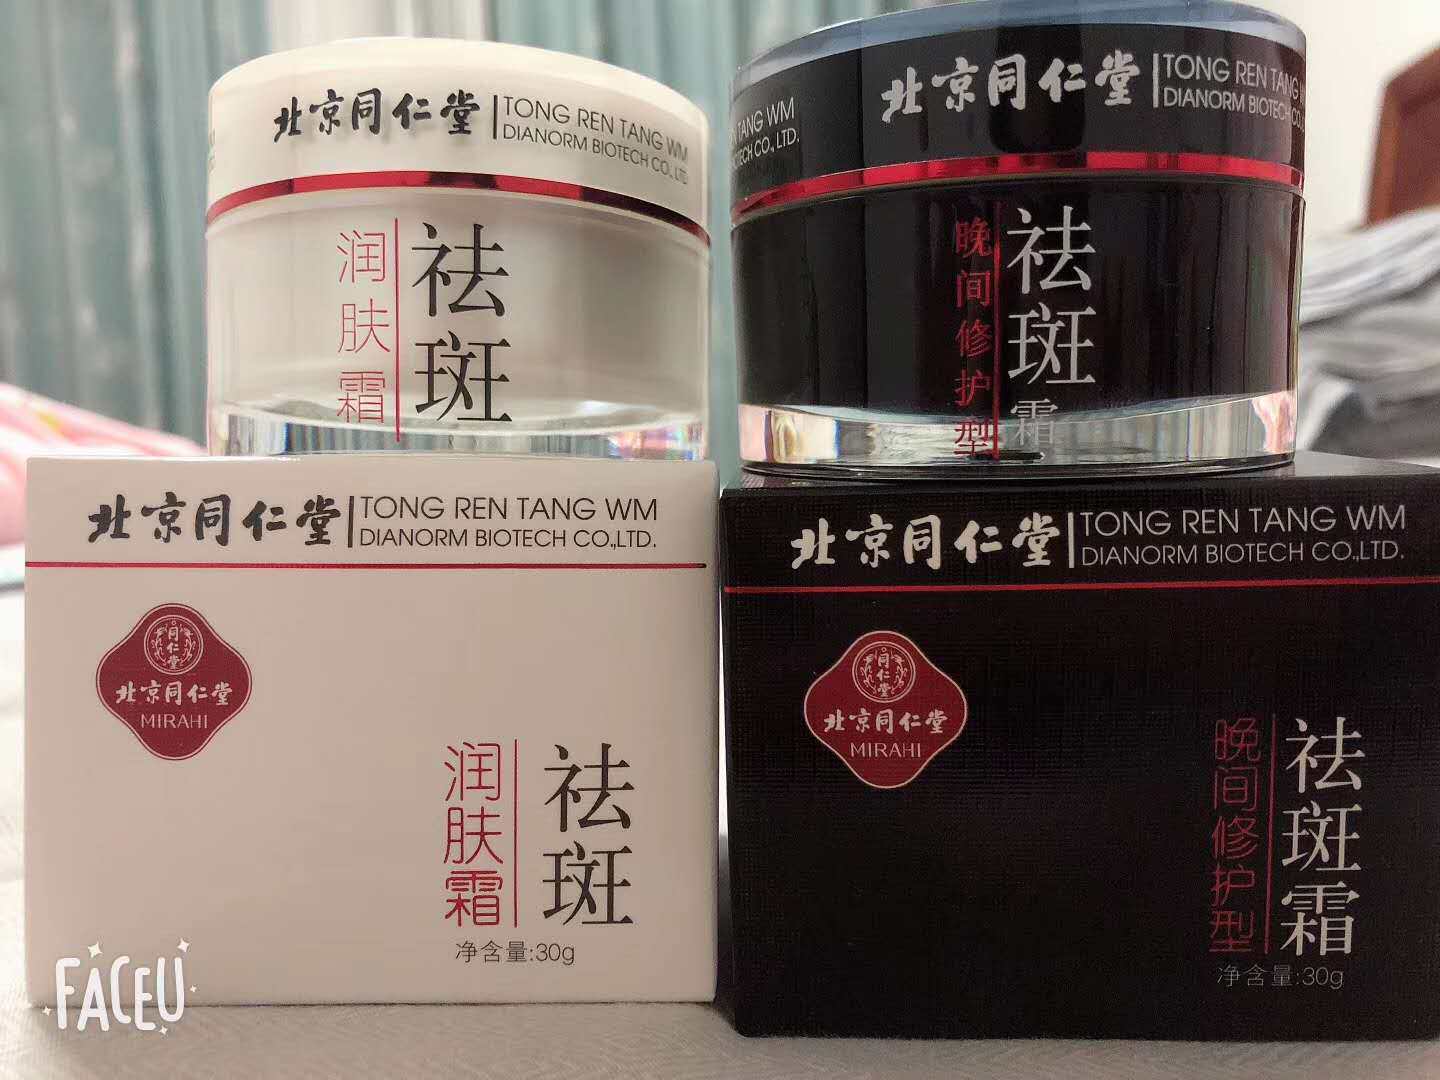 北京同仁堂
TONG REN TANG WM
DIANORM BIOTECH CO., LTD.
祛斑
润肤霜
TANG WM
OTECH CO., LTD.
北京同仁堂
TONG REN TANG W
DIANORM BIOTECH CO., L
祛斑霜
晚间修护型
北京同仁堂
TONG REN TANG WM
DIANORM BIOTECH CO.,LTD.
同仁堂
北京同仁堂
MIRAHI
祛斑
润肤霜
净含量:30g
北京同仁堂
TONG REN TANG WM
DIANORM BIOTECH CO.,LTD.
同仁堂
北京同仁堂
MIRAHI
祛斑霜
晚间修护型
净含量:30g
FACEU